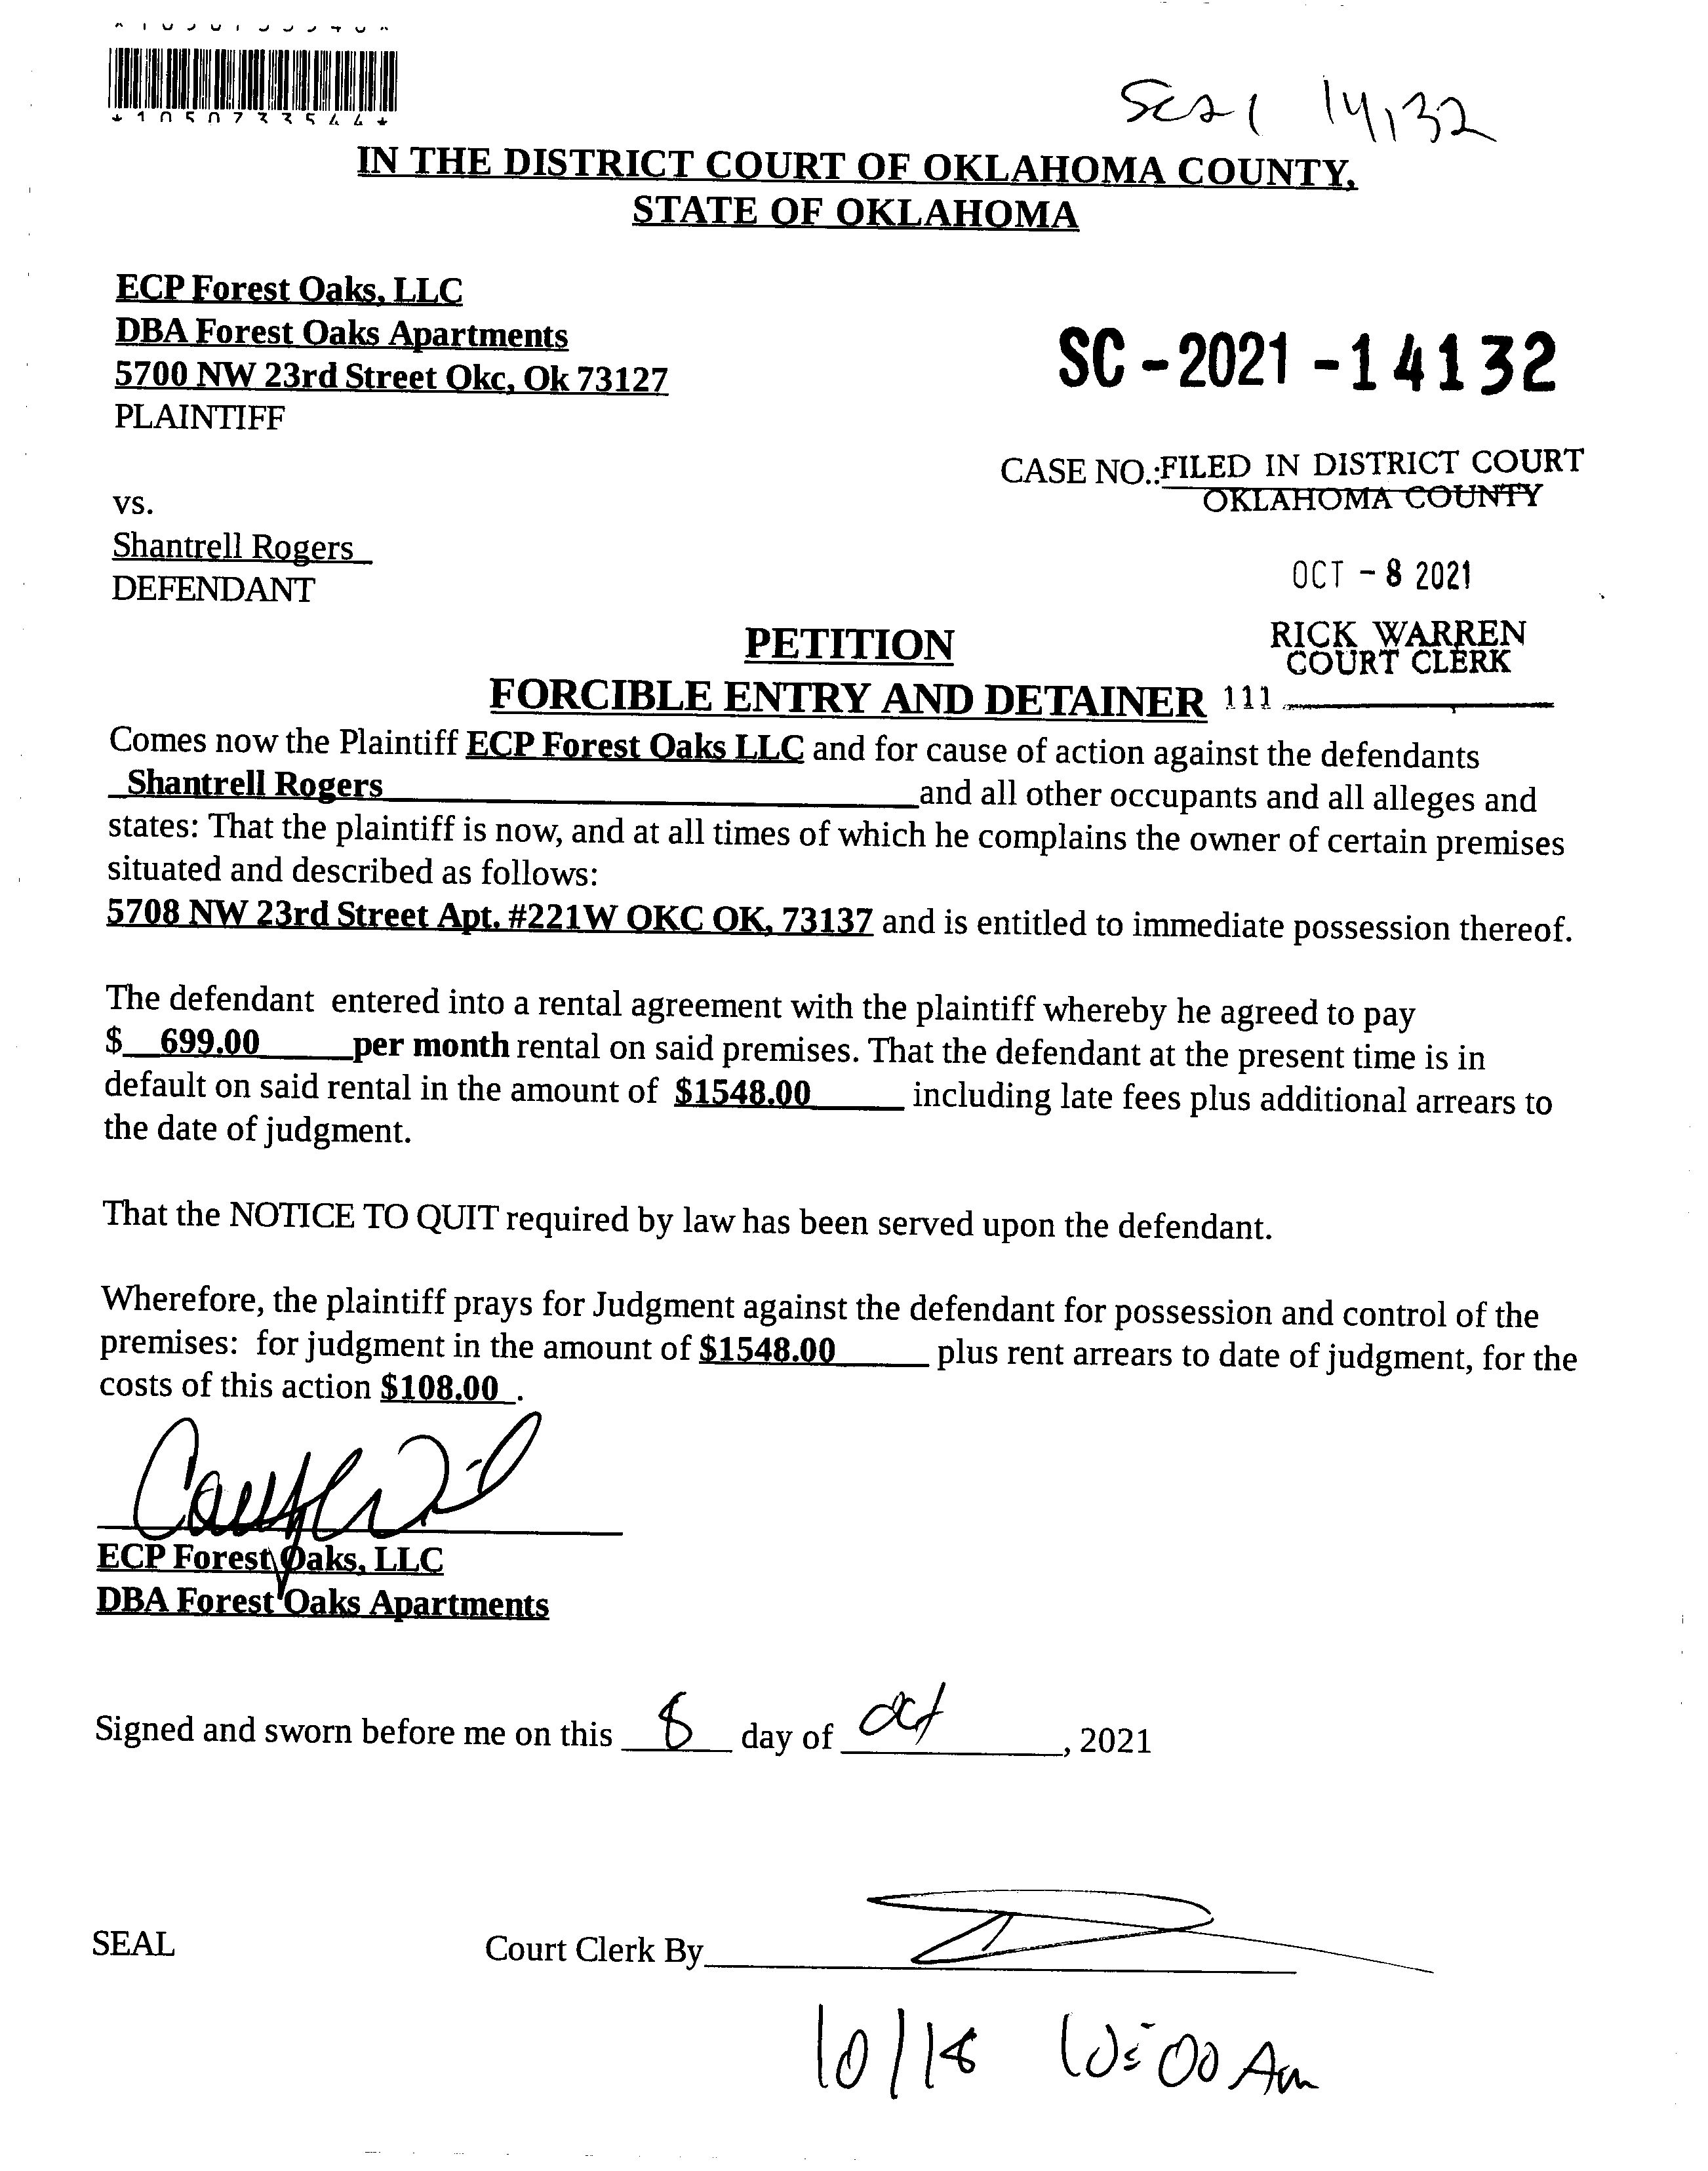 *1050733544*
SC21 14132
IN THE DISTRICT COURT OF OKLAHOMA COUNTY,
STATE OF OKLAHOMA
ECP Forest Oaks, LLC
DBA Forest Oaks Apartments
5700 NW 23rd Street Okc, Ok 73127
PLAINTIFF
SC - 2021 - 14132
CASE NO.: FILED IN DISTRICT COURT
OKLAHOMA COUNTY
vs.
Shantrell Rogers
DEFENDANT
OCT - 8 2021
RICK WARREN
COURT CLERK
PETITION
FORCIBLE ENTRY AND DETAINER 111
Comes now the Plaintiff ECP Forest Oaks LLC and for cause of action against the defendants
Shantrell Rogers and all other occupants and all alleges and
states: That the plaintiff is now, and at all times of which he complains the owner of certain premises
situated and described as follows:
5708 NW 23rd Street Apt. #221W OKC OK, 73137 and is entitled to immediate possession thereof.
The defendant entered into a rental agreement with the plaintiff whereby he agreed to pay
$ 699.00 per month rental on said premises. That the defendant at the present time is in
default on said rental in the amount of $1548.00 including late fees plus additional arrears to
the date of judgment.
That the NOTICE TO QUIT required by law has been served upon the defendant.
Wherefore, the plaintiff prays for Judgment against the defendant for possession and control of the
premises: for judgment in the amount of $1548.00 plus rent arrears to date of judgment, for the
costs of this action $108.00 .
ECP Forest Oaks, LLC
DBA Forest Oaks Apartments
Signed and sworn before me on this 8 day of Oct , 2021
SEAL
Court Clerk By
10/18 10:00 Am